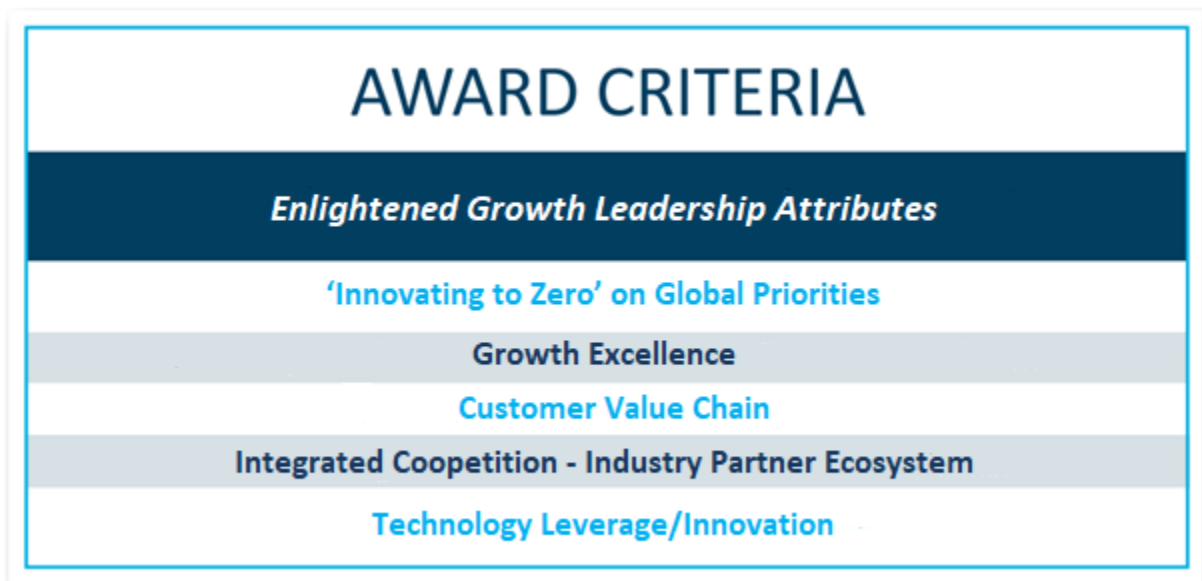 AWARD CRITERIA
Enlightened Growth Leadership Attributes
‘Innovating to Zero’ on Global Priorities
Growth Excellence
Customer Value Chain
Integrated Coopetition - Industry Partner Ecosystem
Technology Leverage/Innovation